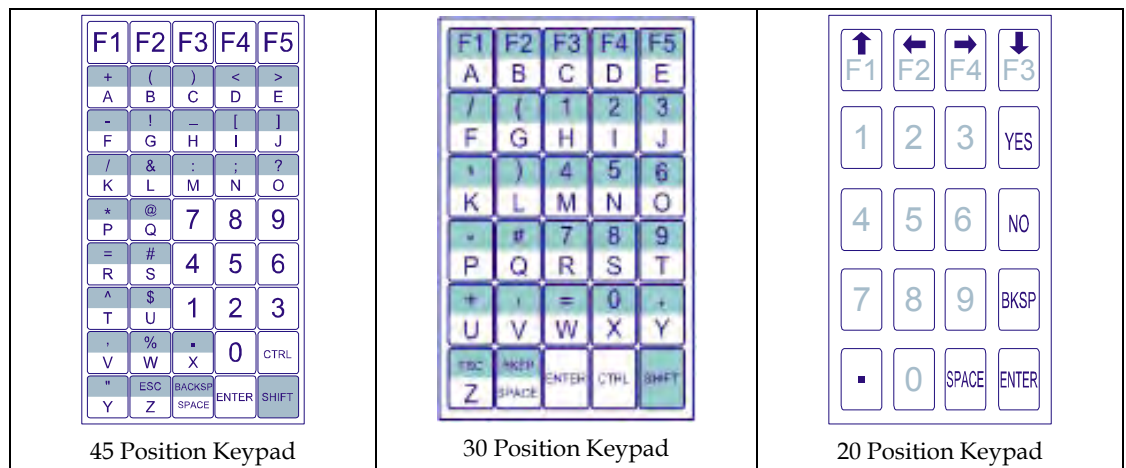 F1 F2 F3 F4 F5
+ ( ) < >
A B C D E
- ! _ [ ]
F G H I J
/ & : ; ?
K L M N O
* @ 7 8 9
P Q
= # 4 5 6
R S
^ $ 1 2 3
T U
, % . 0 CTRL
V W X
" ESC BACKSP ENTER SHIFT
Y Z SPACE
45 Position Keypad
F1 F2 F3 F4 F5
A B C D E
/ ( 1 2 3
F G H I J
) 4 5 6
K L M N O
# 7 8 9
P Q R S T
+ = 0
U V W X Y
ESC BKSP ENTER CTRL SHIFT
Z SPACE
30 Position Keypad
↑ ← → ↓
F1 F2 F4 F3
1 2 3 YES
4 5 6 NO
7 8 9 BKSP
. 0 SPACE ENTER
20 Position Keypad